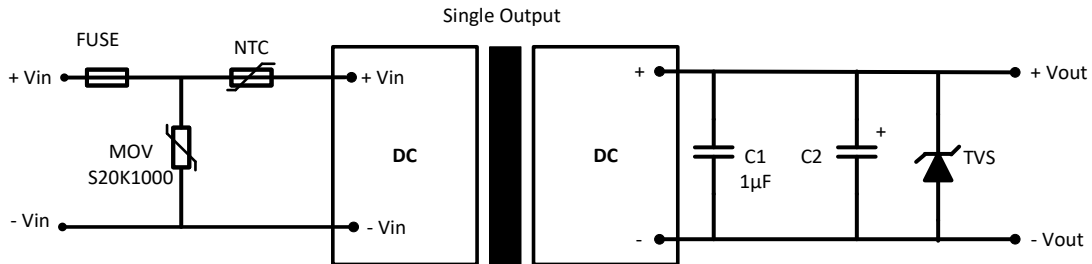 Single Output
FUSE
NTC
+ Vin
+ Vin
+
+ Vout
MOV
S20K1000
DC
DC
C1
1µF
C2
+
TVS
- Vin
- Vin
-
- Vout